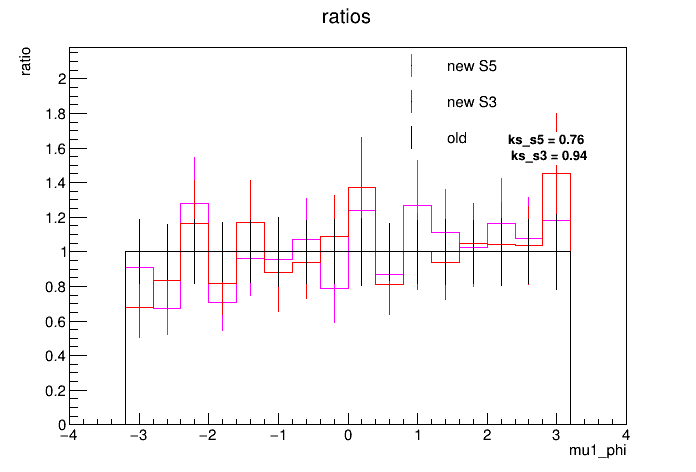 ratios
ratio
new S5
new S3
old
ks_s5 = 0.76
ks_s3 = 0.94
2
1.8
1.6
1.4
1.2
1
0.8
0.6
0.4
0.2
0
−4 −3 −2 −1 0 1 2 3 4
mu1_phi